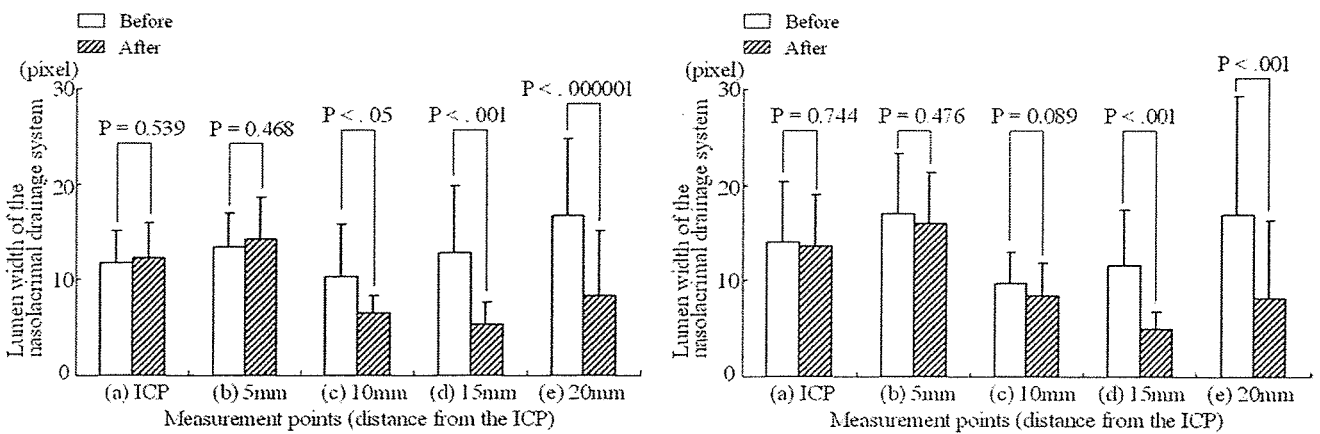 Before
After
(pixel)
30
20
10
0
Lumen width of the
nasolacrimal drainage system
P = 0.539
P = 0.468
P < .05
P < .001
P < .000001
(a) ICP
(b) 5mm
(c) 10mm
(d) 15mm
(e) 20mm
Measurement points (distance from the ICP)
Before
After
(pixel)
30
20
10
0
Lumen width of the
nasolacrimal drainage system
P = 0.744
P = 0.476
P = 0.089
P < .001
P < .001
(a) ICP
(b) 5mm
(c) 10mm
(d) 15mm
(e) 20mm
Measurement points (distance from the ICP)